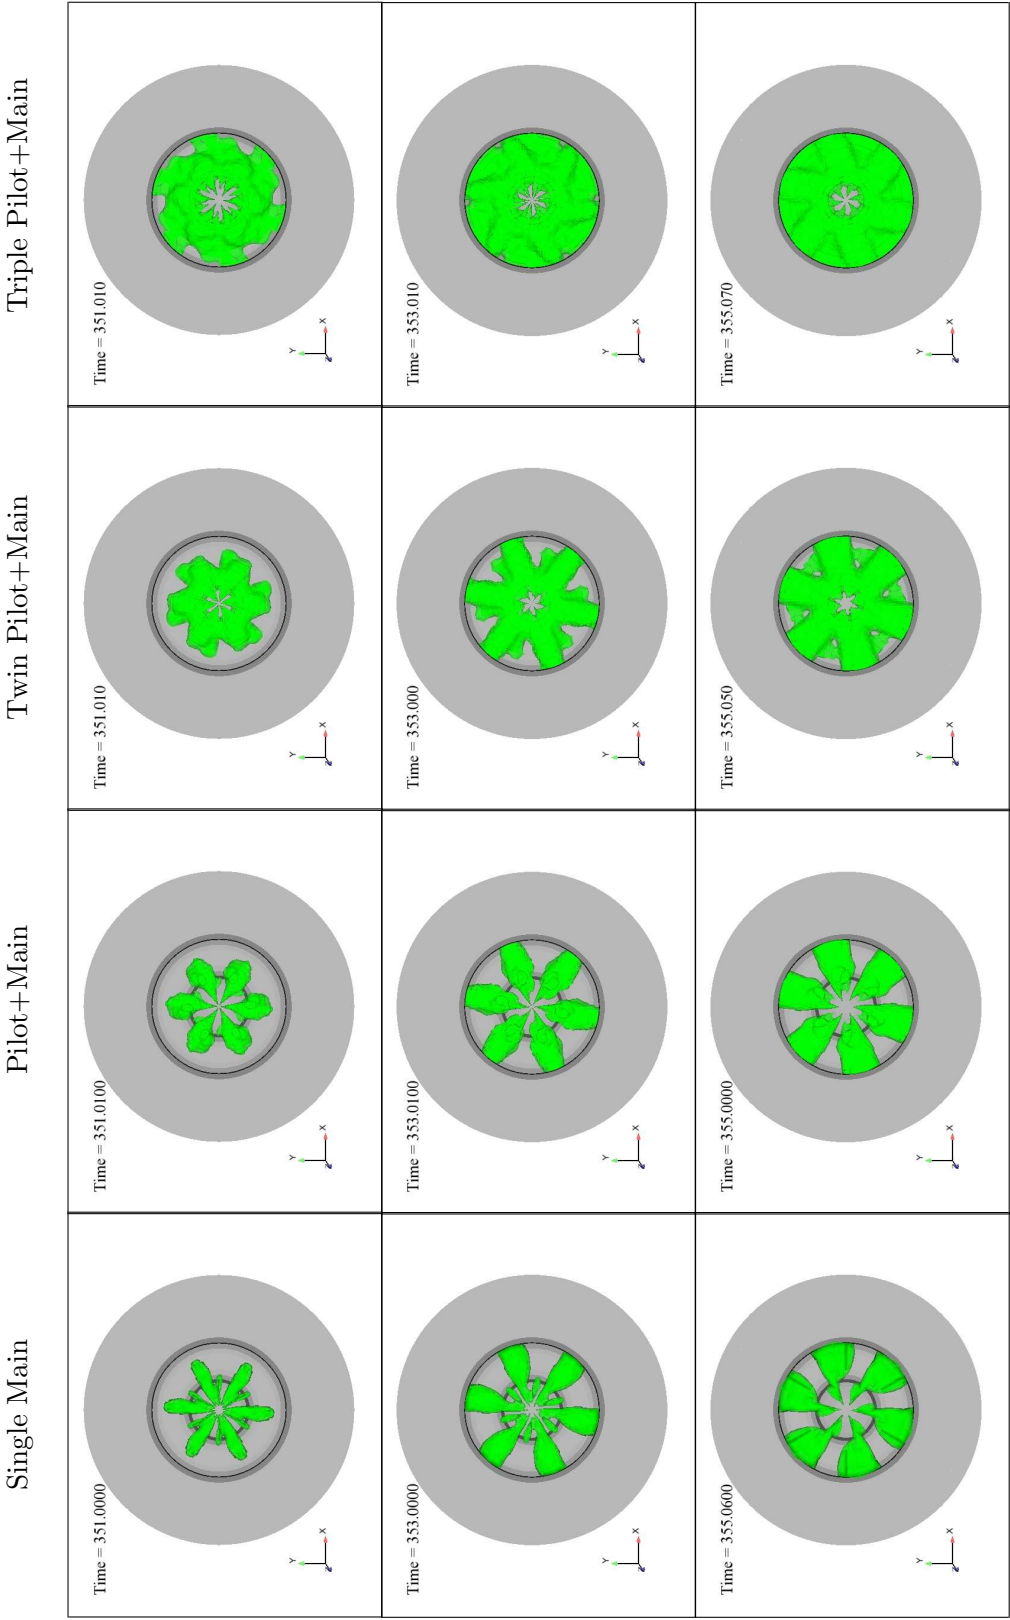 Single Main
Pilot+Main
Twin Pilot+Main
Triple Pilot+Main
Time = 351.0000
Y
X
Z
Time = 351.0100
Y
X
Z
Time = 351.010
Y
X
Z
Time = 351.010
Y
X
Z
Time = 353.0000
Y
X
Z
Time = 353.0100
Y
X
Z
Time = 353.000
Y
X
Z
Time = 353.010
Y
X
Z
Time = 355.0600
Y
X
Z
Time = 355.0000
Y
X
Z
Time = 355.050
Y
X
Z
Time = 355.070
Y
X
Z